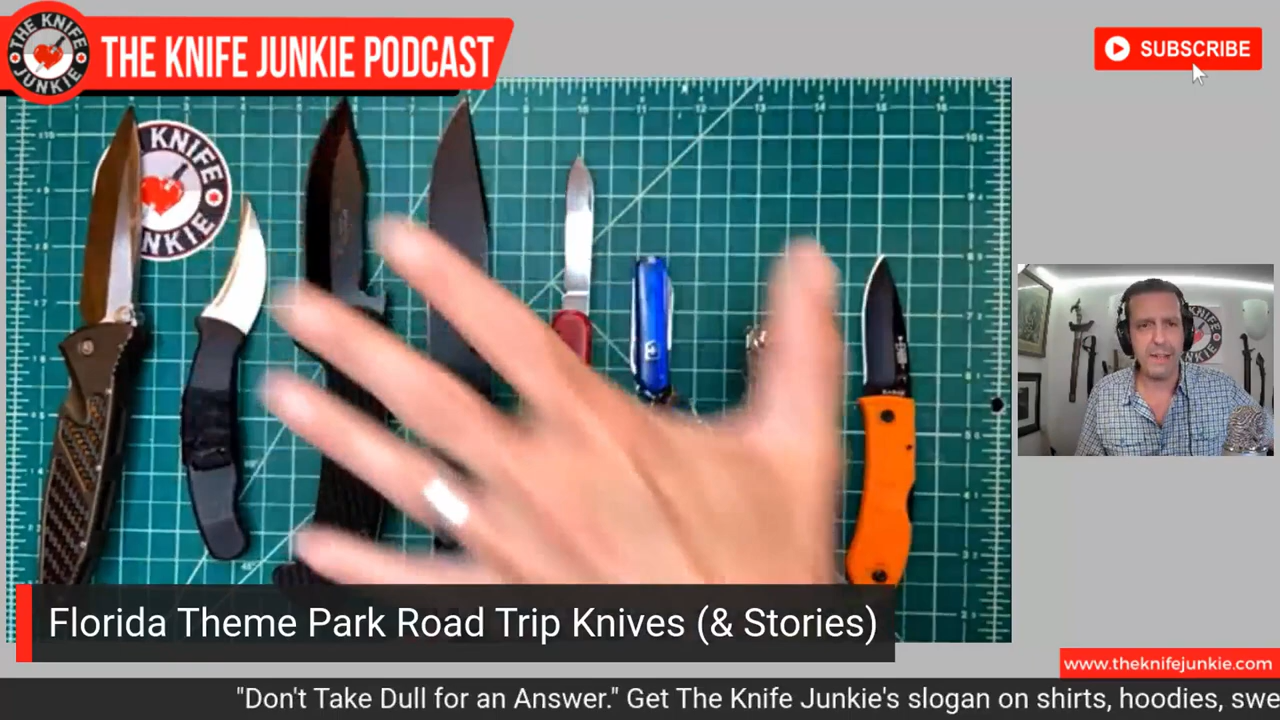 THE KNIFE
JUNKIE
THE KNIFE JUNKIE PODCAST
SUBSCRIBE
KNIFE
JUNKIE
Florida Theme Park Road Trip Knives (& Stories)
www.theknifejunkie.com
"Don't Take Dull for an Answer." Get The Knife Junkie's slogan on shirts, hoodies, swe